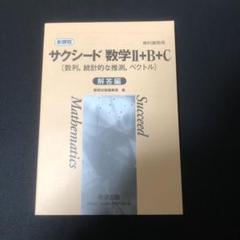 新課程
教科書傍用
サクシード 数学Ⅱ+B+C
〔数列，統計的な推測，ベクトル〕
解答編
数研出版編集部 編
Succeed
Mathematics
数研出版